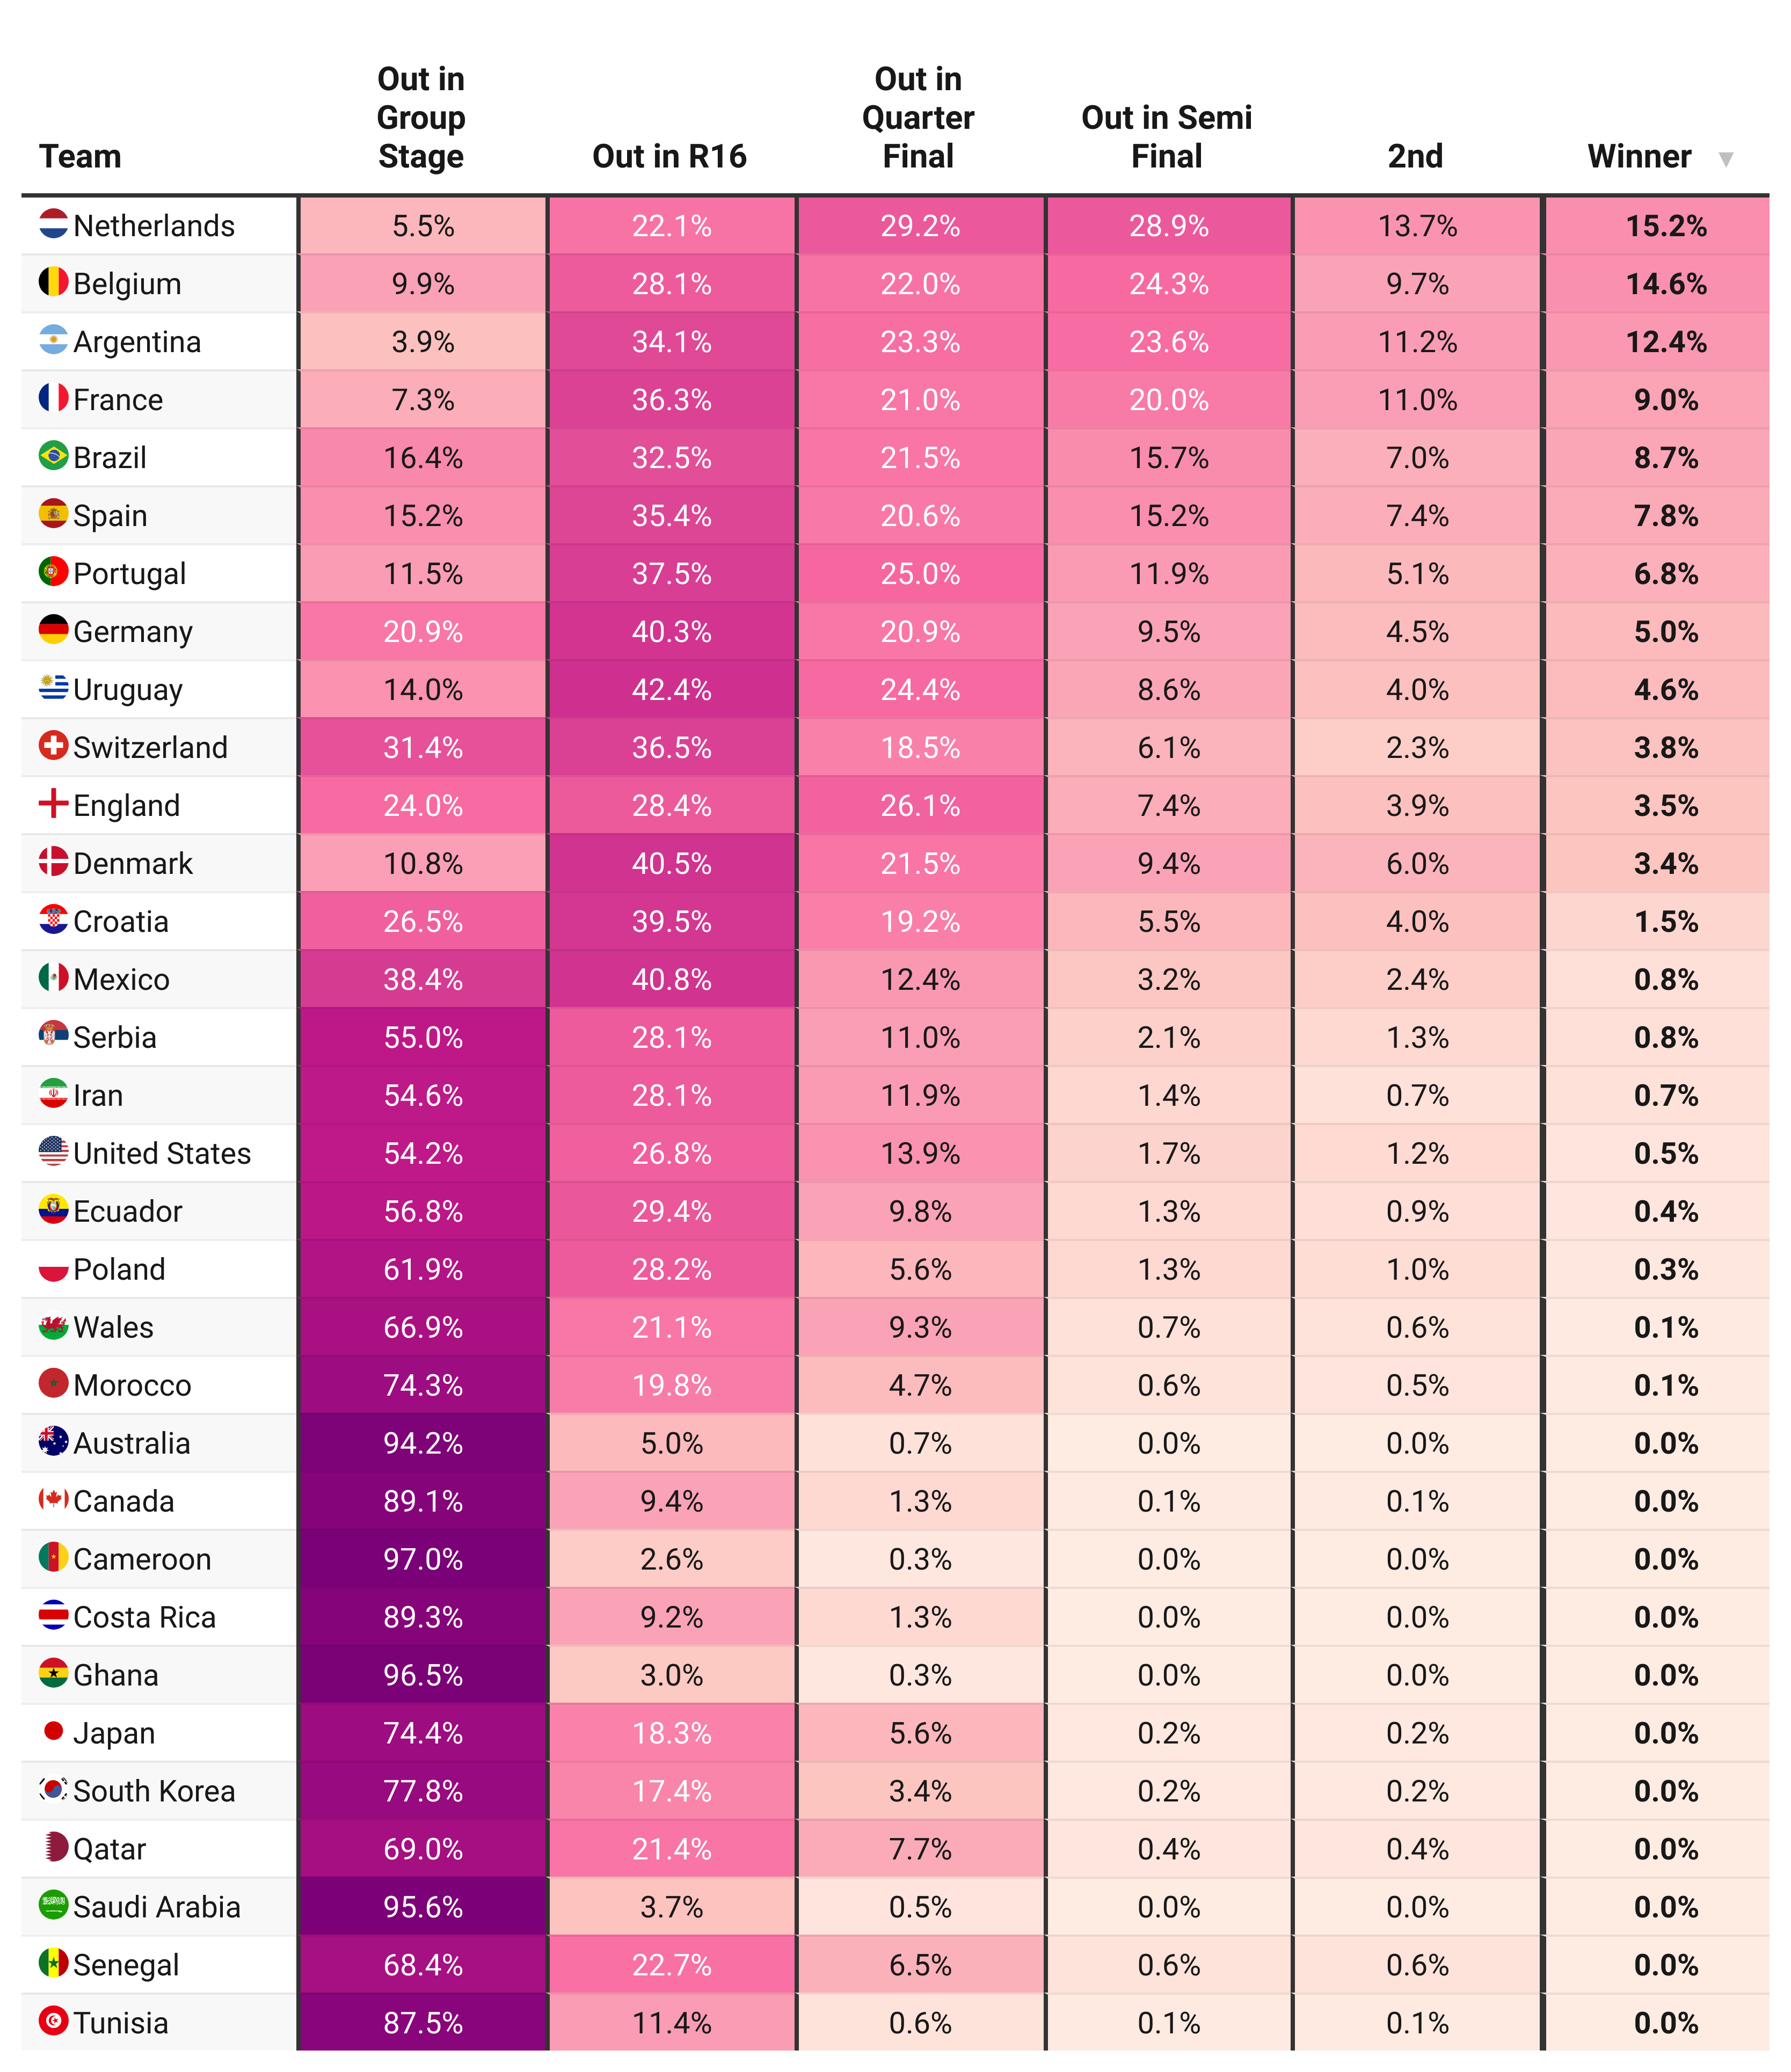 Team Out in Group Stage Out in R16 Out in Quarter Final Out in Semi Final 2nd Winner ▼
Netherlands 5.5% 22.1% 29.2% 28.9% 13.7% 15.2%
Belgium 9.9% 28.1% 22.0% 24.3% 9.7% 14.6%
Argentina 3.9% 34.1% 23.3% 23.6% 11.2% 12.4%
France 7.3% 36.3% 21.0% 20.0% 11.0% 9.0%
Brazil 16.4% 32.5% 21.5% 15.7% 7.0% 8.7%
Spain 15.2% 35.4% 20.6% 15.2% 7.4% 7.8%
Portugal 11.5% 37.5% 25.0% 11.9% 5.1% 6.8%
Germany 20.9% 40.3% 20.9% 9.5% 4.5% 5.0%
Uruguay 14.0% 42.4% 24.4% 8.6% 4.0% 4.6%
Switzerland 31.4% 36.5% 18.5% 6.1% 2.3% 3.8%
England 24.0% 28.4% 26.1% 7.4% 3.9% 3.5%
Denmark 10.8% 40.5% 21.5% 9.4% 6.0% 3.4%
Croatia 26.5% 39.5% 19.2% 5.5% 4.0% 1.5%
Mexico 38.4% 40.8% 12.4% 3.2% 2.4% 0.8%
Serbia 55.0% 28.1% 11.0% 2.1% 1.3% 0.8%
Iran 54.6% 28.1% 11.9% 1.4% 0.7% 0.7%
United States 54.2% 26.8% 13.9% 1.7% 1.2% 0.5%
Ecuador 56.8% 29.4% 9.8% 1.3% 0.9% 0.4%
Poland 61.9% 28.2% 5.6% 1.3% 1.0% 0.3%
Wales 66.9% 21.1% 9.3% 0.7% 0.6% 0.1%
Morocco 74.3% 19.8% 4.7% 0.6% 0.5% 0.1%
Australia 94.2% 5.0% 0.7% 0.0% 0.0% 0.0%
Canada 89.1% 9.4% 1.3% 0.1% 0.1% 0.0%
Cameroon 97.0% 2.6% 0.3% 0.0% 0.0% 0.0%
Costa Rica 89.3% 9.2% 1.3% 0.0% 0.0% 0.0%
Ghana 96.5% 3.0% 0.3% 0.0% 0.0% 0.0%
Japan 74.4% 18.3% 5.6% 0.2% 0.2% 0.0%
South Korea 77.8% 17.4% 3.4% 0.2% 0.2% 0.0%
Qatar 69.0% 21.4% 7.7% 0.4% 0.4% 0.0%
Saudi Arabia 95.6% 3.7% 0.5% 0.0% 0.0% 0.0%
Senegal 68.4% 22.7% 6.5% 0.6% 0.6% 0.0%
Tunisia 87.5% 11.4% 0.6% 0.1% 0.1% 0.0%